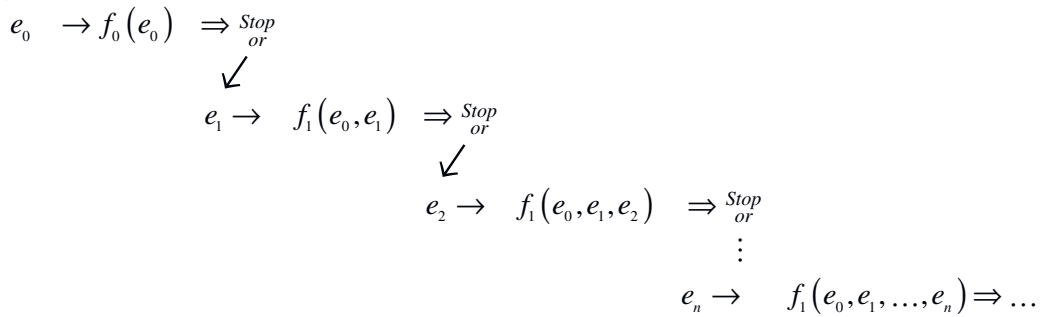 e₀ → f₀(e₀) ⇒ Stop
or
↙
e₁ → f₁(e₀,e₁) ⇒ Stop
or
↙
e₂ → f₁(e₀,e₁,e₂) ⇒ Stop
or
⋮
eₙ → f₁(e₀,e₁,…,eₙ) ⇒ …